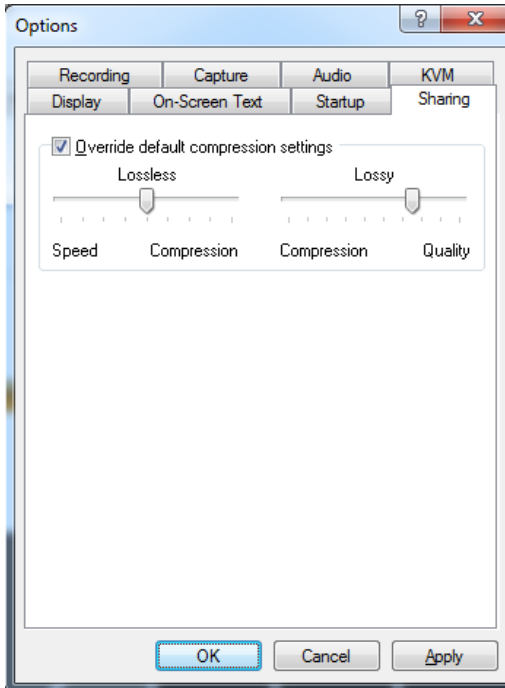 Options
Recording Capture Audio KVM
Display On-Screen Text Startup Sharing
Override default compression settings
Lossless Lossy
Speed Compression Compression Quality
OK Cancel Apply